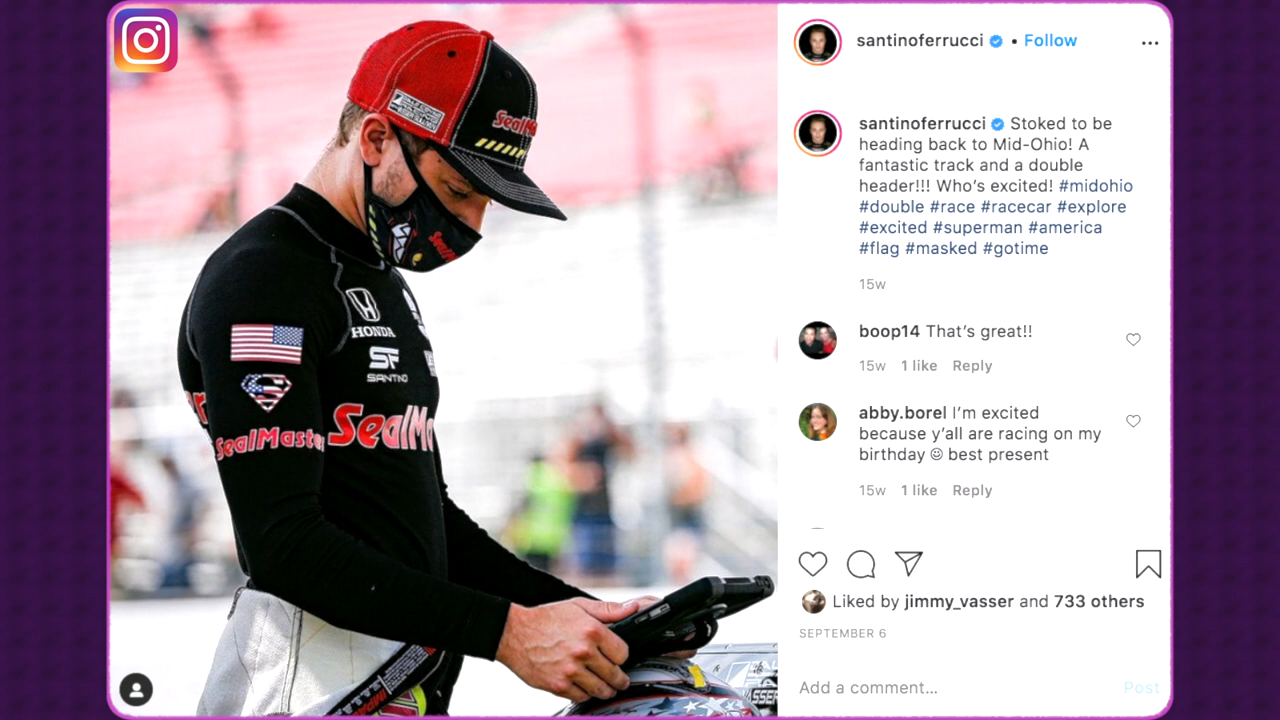 santinoferrucci • Follow
santinoferrucci Stoked to be
heading back to Mid-Ohio! A
fantastic track and a double
header!!! Who's excited! #midohio
#double #race #racecar #explore
#excited #superman #america
#flag #masked #gotime
15w
boop14 That's great!!
15w 1 like Reply
abby.borel I'm excited
because y'all are racing on my
birthday ☺ best present
15w 1 like Reply
Liked by jimmy_vasser and 733 others
SEPTEMBER 6
Add a comment... Post
SealM
HONDA
SF
SANTINO
SealMaste
SealMa